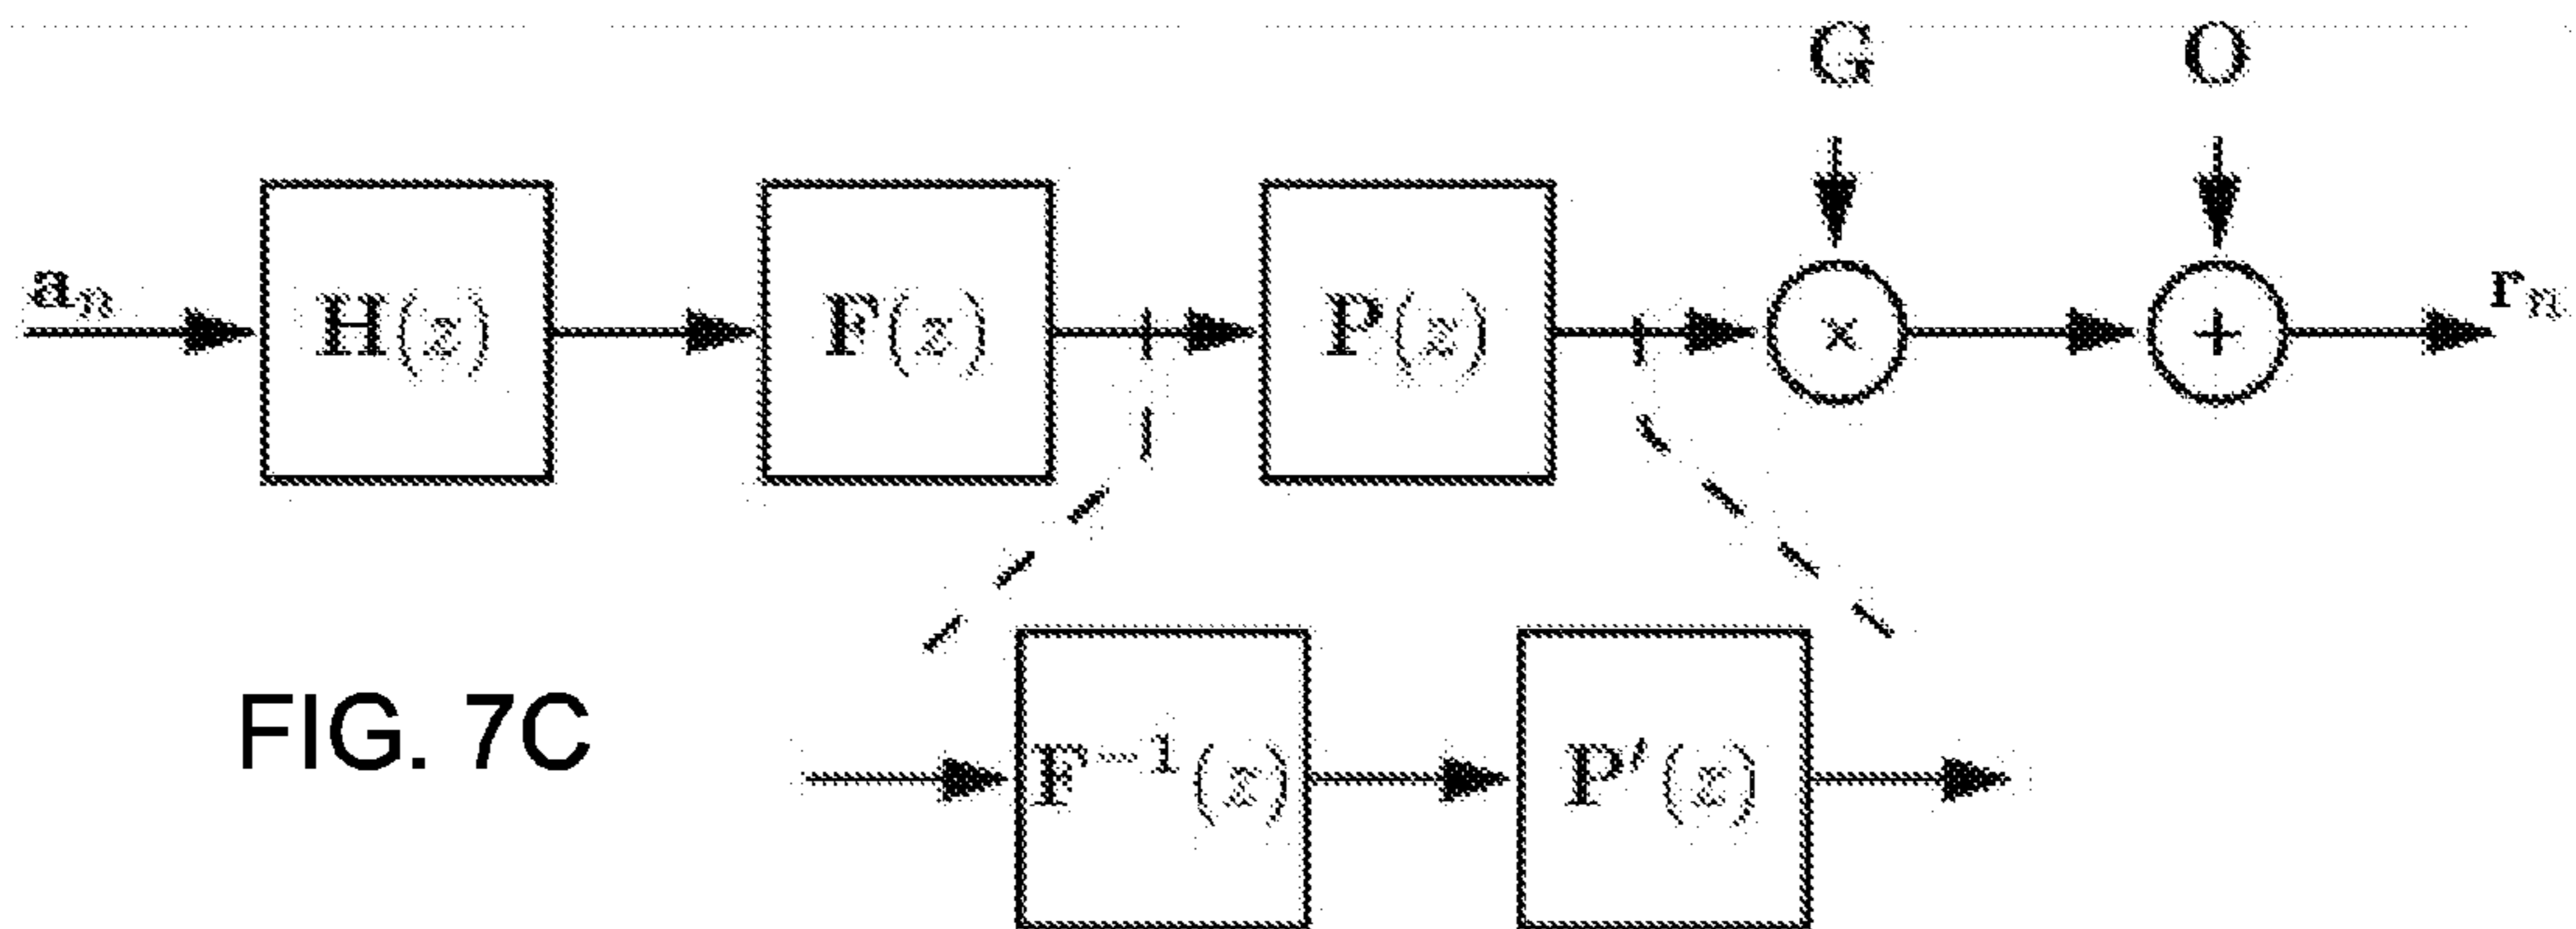 G
O
aₙ
H(z)
F(z)
P(z)
×
+
rₙ
FIG. 7C
F⁻¹(z)
P′(z)